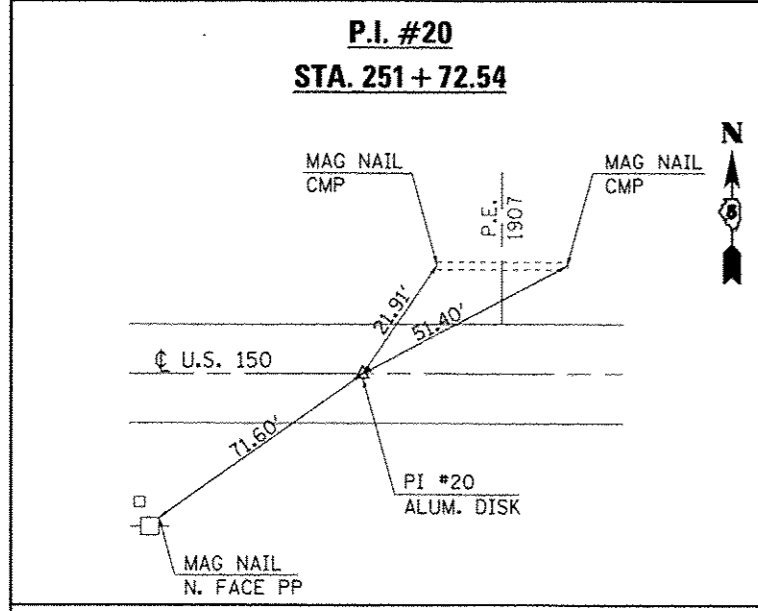 P.I. #20
STA. 251 + 72.54
N
MAG NAIL
CMP
MAG NAIL
CMP
P.E.
1907
21.91'
51.40'
℄ U.S. 150
71.60'
PI #20
ALUM. DISK
MAG NAIL
N. FACE PP